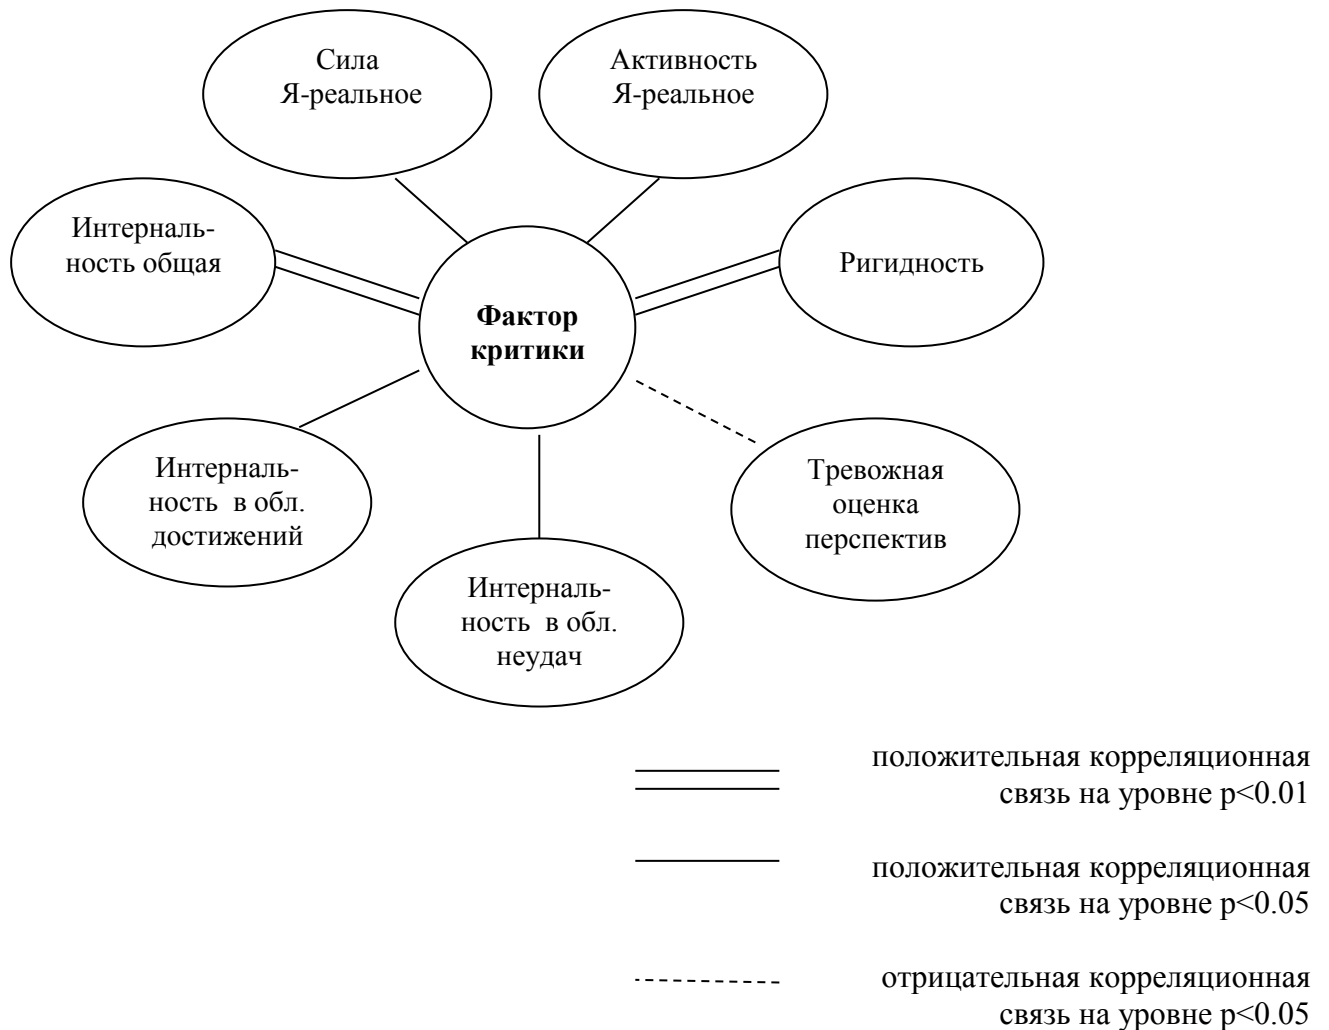 Сила
Я-реальное
Активность
Я-реальное
Интерналь-
ность общая
Ригидность
Фактор
критики
Интерналь-
ность в обл.
достижений
Тревожная
оценка
перспектив
Интерналь-
ность в обл.
неудач
положительная корреляционная
связь на уровне p<0.01
положительная корреляционная
связь на уровне p<0.05
отрицательная корреляционная
связь на уровне p<0.05